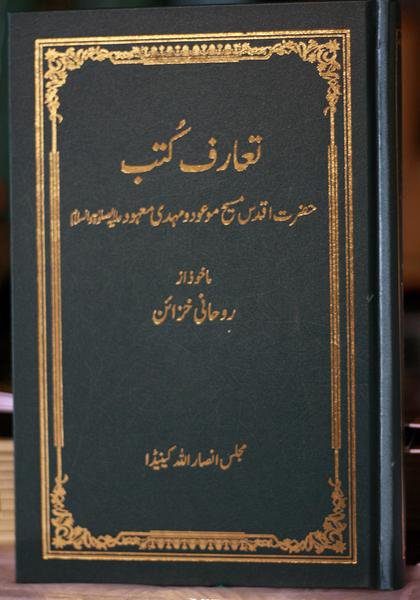 تعارف کُتب
حضرت اقدس مسیح موعود و مہدی معہود علیہ الصلوٰۃ والسلام
ماخوذ از
روحانی خزائن
مجلس انصار اللہ کینیڈا